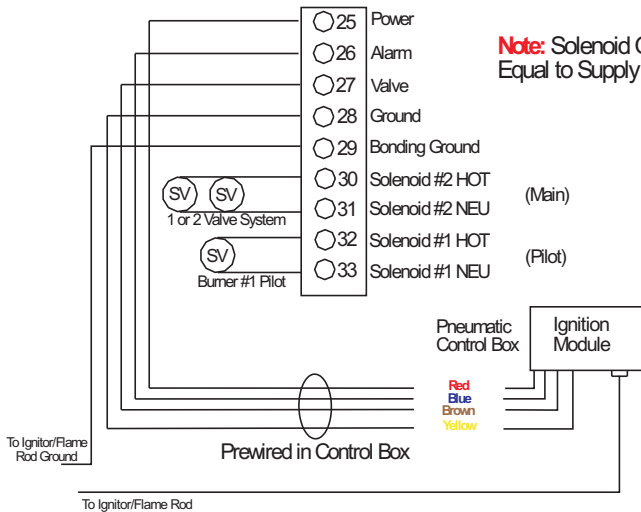 25 Power
26 Alarm
Note: Solenoid
Equal to Supply
27 Valve
28 Ground
29 Bonding Ground
30 Solenoid #2 HOT
(Main)
31 Solenoid #2 NEU
SV SV
1 or 2 Valve System
32 Solenoid #1 HOT
(Pilot)
33 Solenoid #1 NEU
SV
Burner #1 Pilot
Pneumatic
Control Box
Ignition
Module
Red
Blue
Brown
Yellow
To Ignitor/Flame
Rod Ground
Prewired in Control Box
To Ignitor/Flame Rod